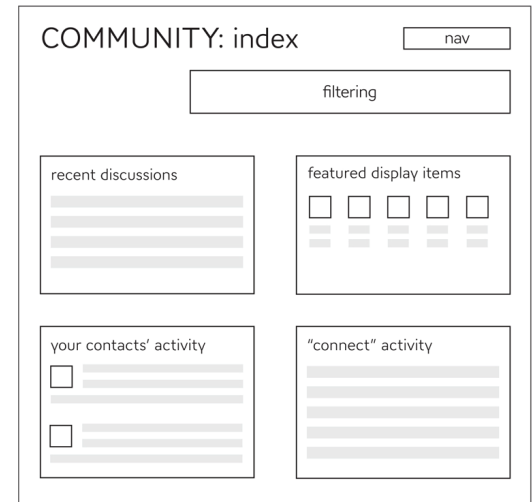 COMMUNITY: index
nav
filtering
recent discussions
featured display items
your contacts’ activity
“connect” activity